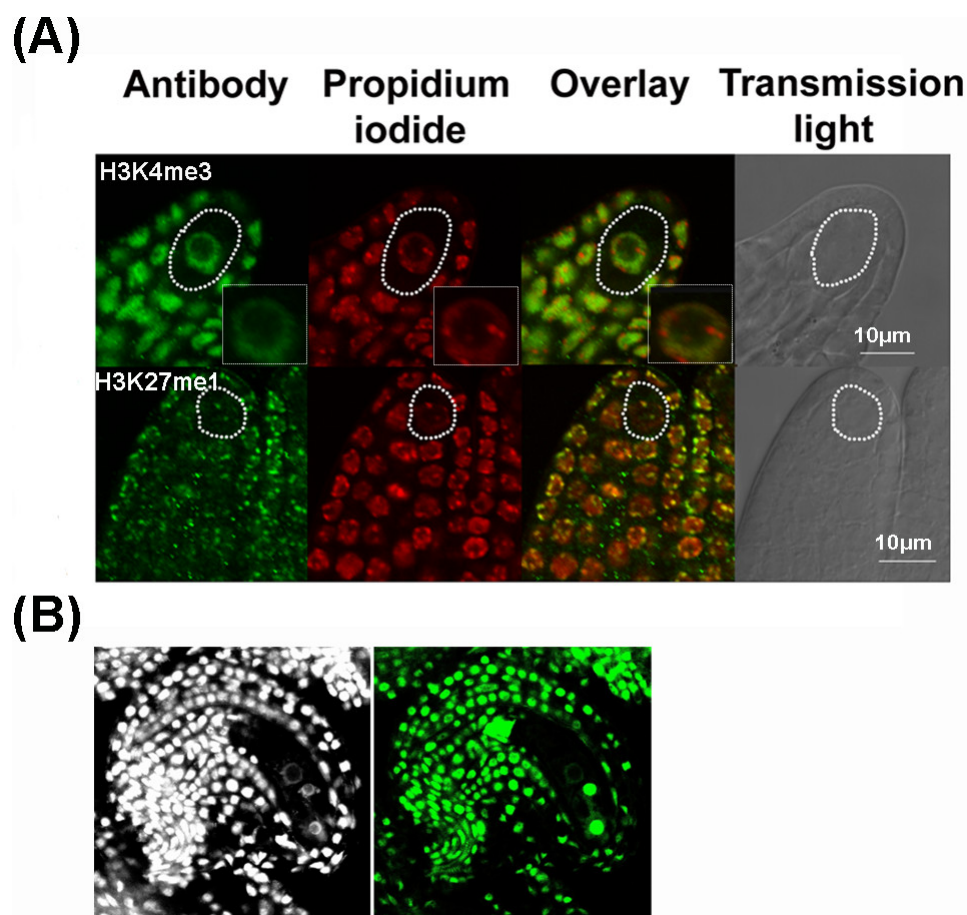 (A)
Antibody
Propidium
iodide
Overlay
Transmission
light
H3K4me3
10µm
H3K27me1
10µm
(B)